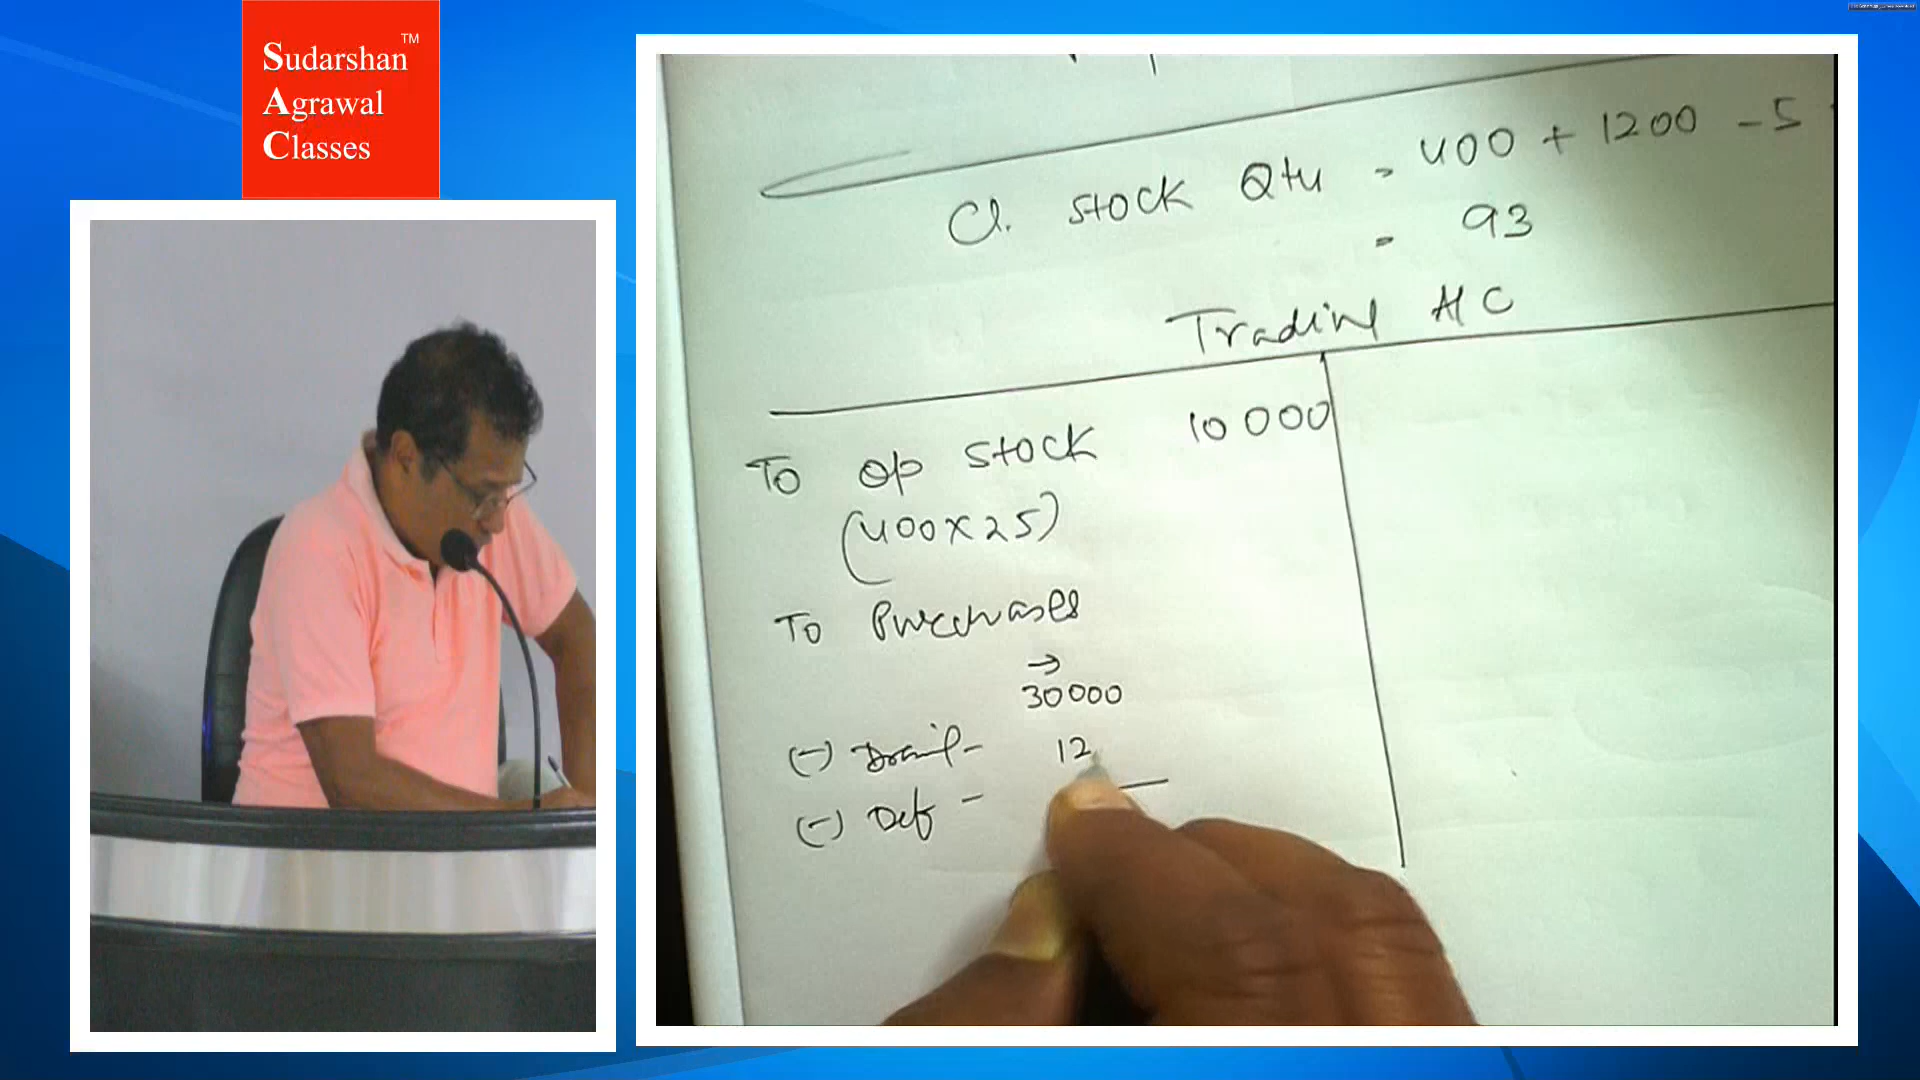 Sudarshan™
Agrawal
Classes
Cl. Stock Qty = 400 + 1200 - 5
= 93
Trading A/C
To Op Stock 10000
(400x25)
To Purchases
→
30000
(-) 12
(-) Def -